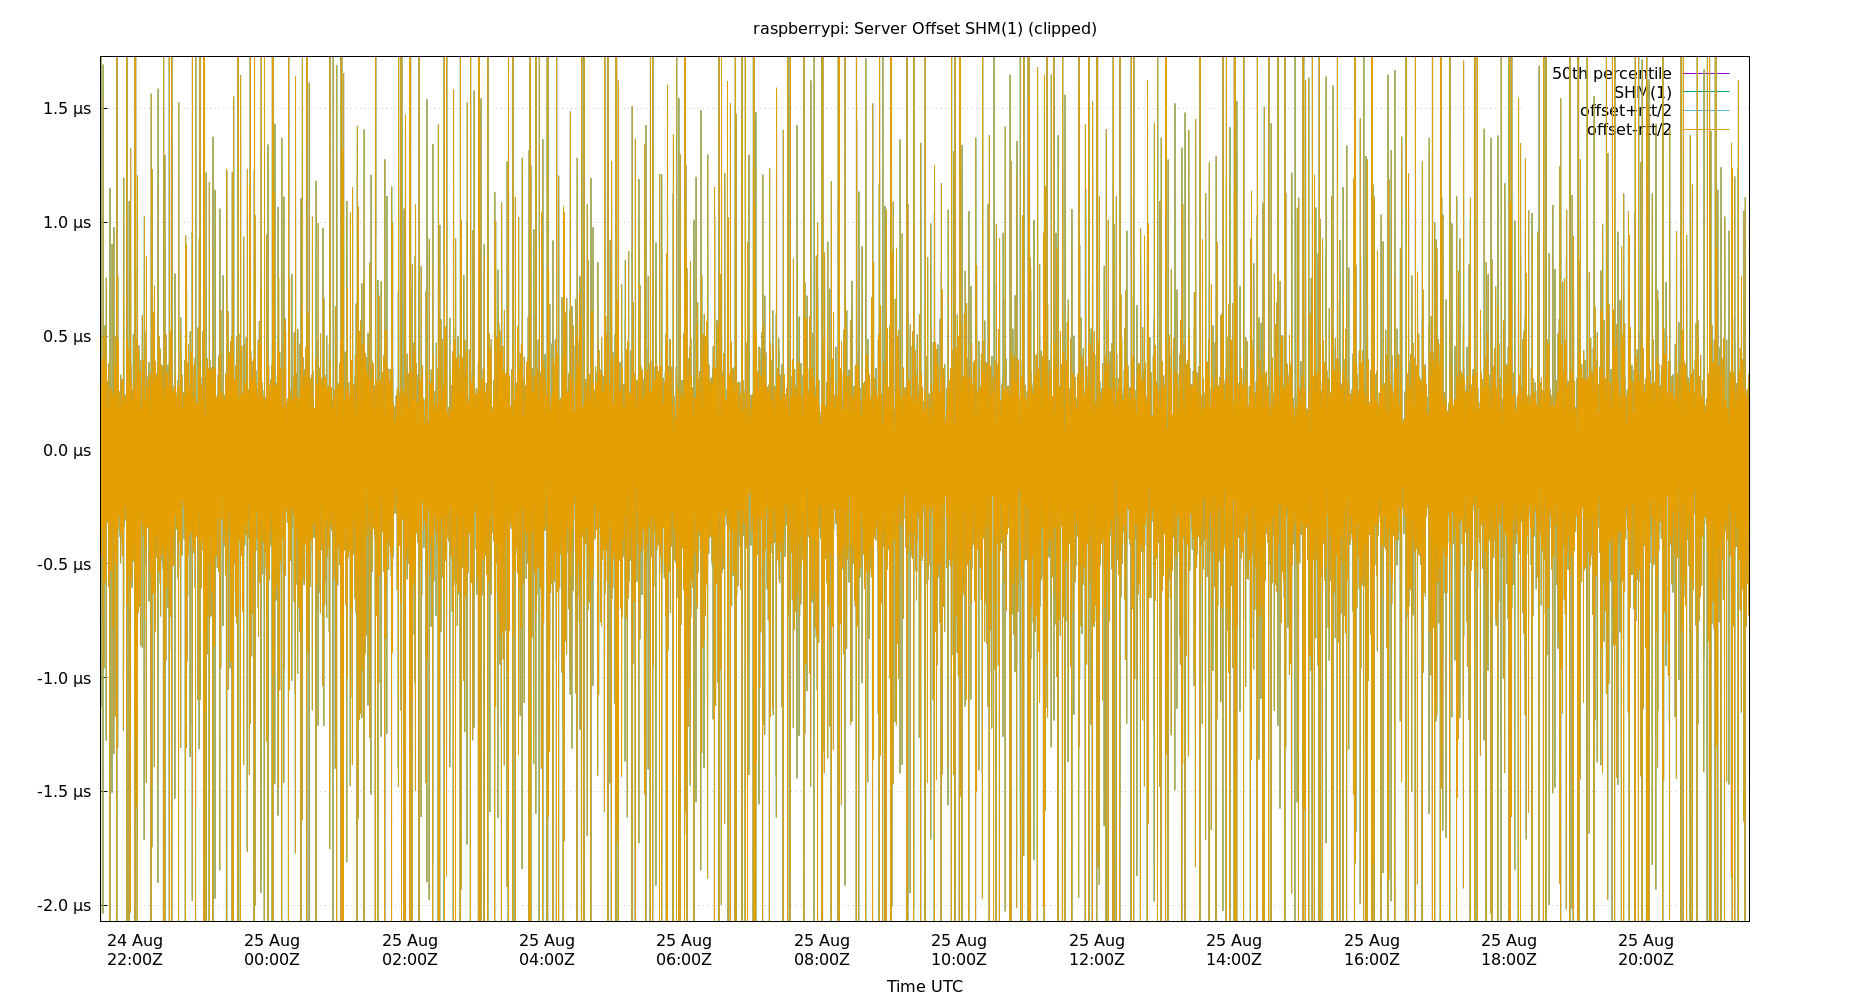 raspberrypi: Server Offset SHM(1) (clipped)
50th percentile
SHM(1)
offset+rtt/2
offset-rtt/2
1.5 µs
1.0 µs
0.5 µs
0.0 µs
-0.5 µs
-1.0 µs
-1.5 µs
-2.0 µs
24 Aug 25 Aug 25 Aug 25 Aug 25 Aug 25 Aug 25 Aug 25 Aug 25 Aug 25 Aug 25 Aug 25 Aug
22:00Z 00:00Z 02:00Z 04:00Z 06:00Z 08:00Z 10:00Z 12:00Z 14:00Z 16:00Z 18:00Z 20:00Z
Time UTC